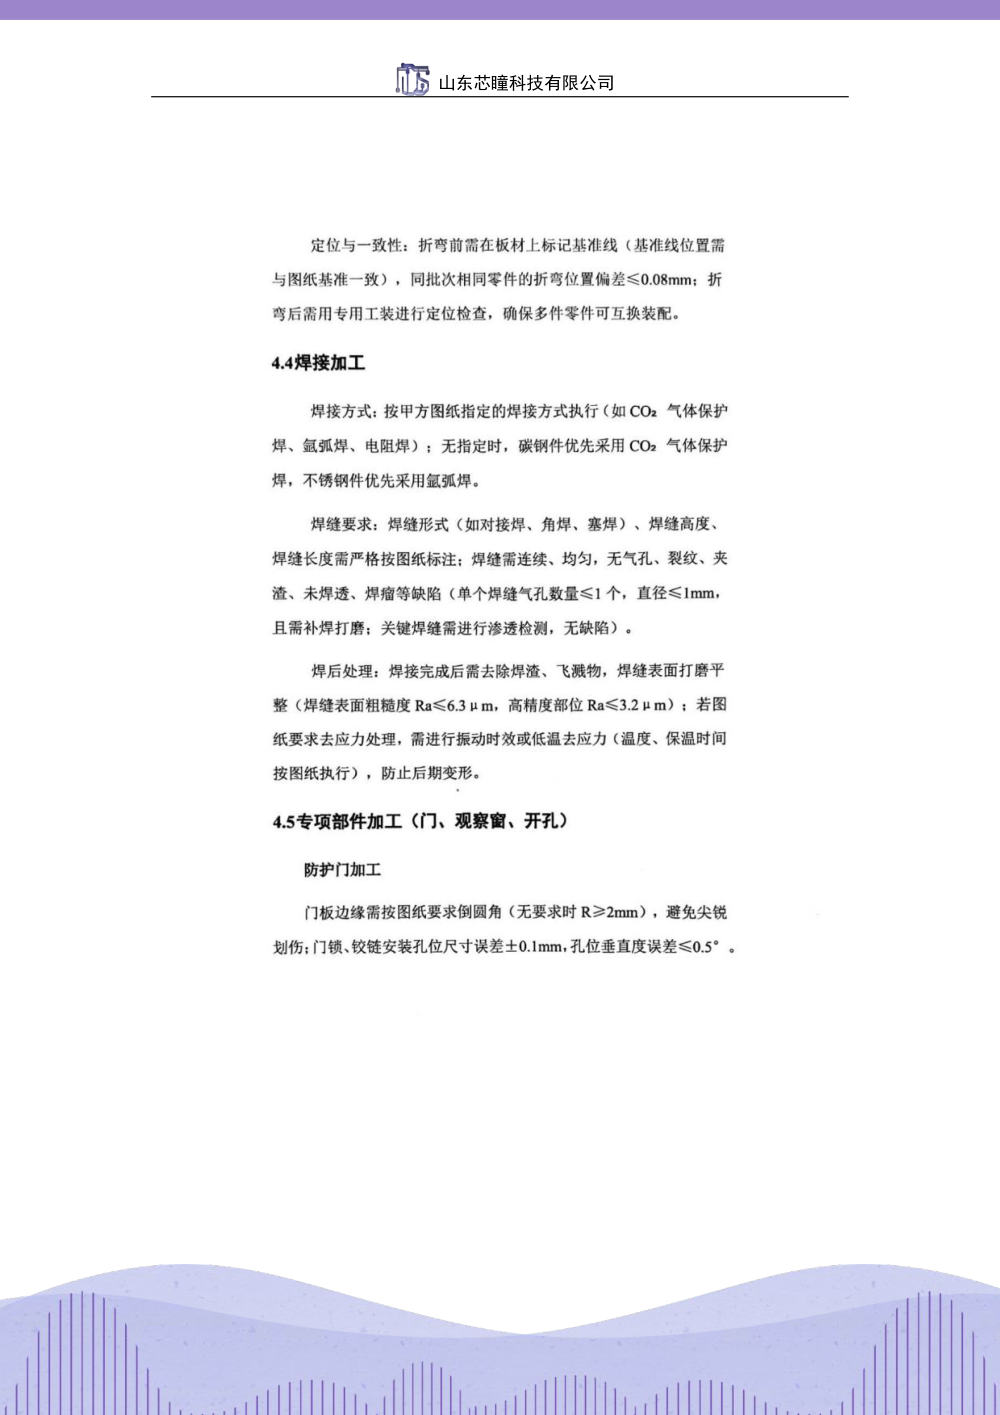 山东芯瞳科技有限公司
定位与一致性：折弯前需在板材上标记基准线（基准线位置需
与图纸基准一致），同批次相同零件的折弯位置偏差≤0.08mm；折
弯后需用专用工装进行定位检查，确保多件零件可互换装配。
4.4焊接加工
焊接方式：按甲方图纸指定的焊接方式执行（如 CO₂ 气体保护
焊、氩弧焊、电阻焊）；无指定时，碳钢件优先采用 CO₂ 气体保护
焊，不锈钢件优先采用氩弧焊。
焊缝要求：焊缝形式（如对接焊、角焊、塞焊）、焊缝高度、
焊缝长度需严格按图纸标注；焊缝需连续、均匀，无气孔、裂纹、夹
渣、未焊透、焊瘤等缺陷（单个焊缝气孔数量≤1 个，直径≤1mm，
且需补焊打磨；关键焊缝需进行渗透检测，无缺陷）。
焊后处理：焊接完成后需去除焊渣、飞溅物，焊缝表面打磨平
整（焊缝表面粗糙度 Ra≤6.3μm，高精度部位 Ra≤3.2μm）；若图
纸要求去应力处理，需进行振动时效或低温去应力（温度、保温时间
按图纸执行），防止后期变形。
4.5专项部件加工（门、观察窗、开孔）
防护门加工
门板边缘需按图纸要求倒圆角（无要求时 R≥2mm），避免尖锐
划伤；门锁、铰链安装孔位尺寸误差±0.1mm，孔位垂直度误差≤0.5°。